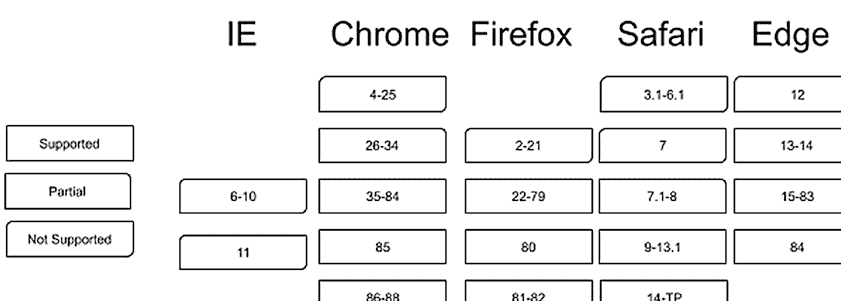 IE Chrome Firefox Safari Edge
4-25 3.1-6.1 12
Supported 26-34 2-21 7 13-14
Partial 6-10 35-84 22-79 7.1-8 15-83
Not Supported 11 85 80 9-13.1 84
86-88 81-82 14-TP